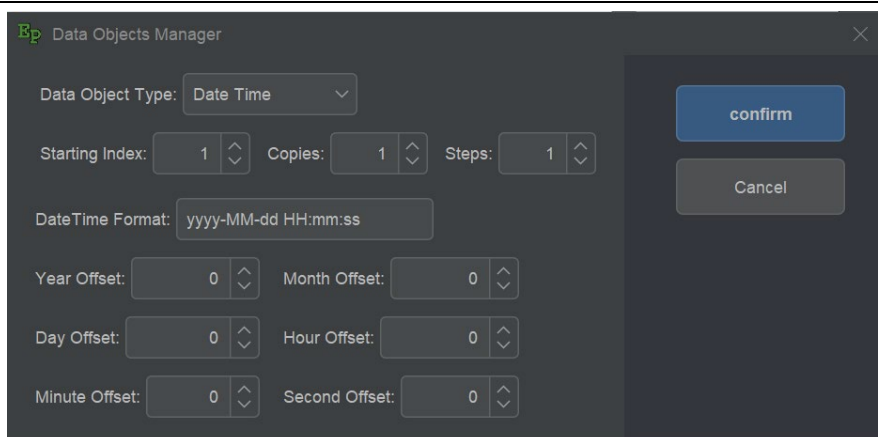 Ep Data Objects Manager
Data Object Type: Date Time
confirm
Starting Index: 1 Copies: 1 Steps: 1
Cancel
DateTime Format: yyyy-MM-dd HH:mm:ss
Year Offset: 0 Month Offset: 0
Day Offset: 0 Hour Offset: 0
Minute Offset: 0 Second Offset: 0